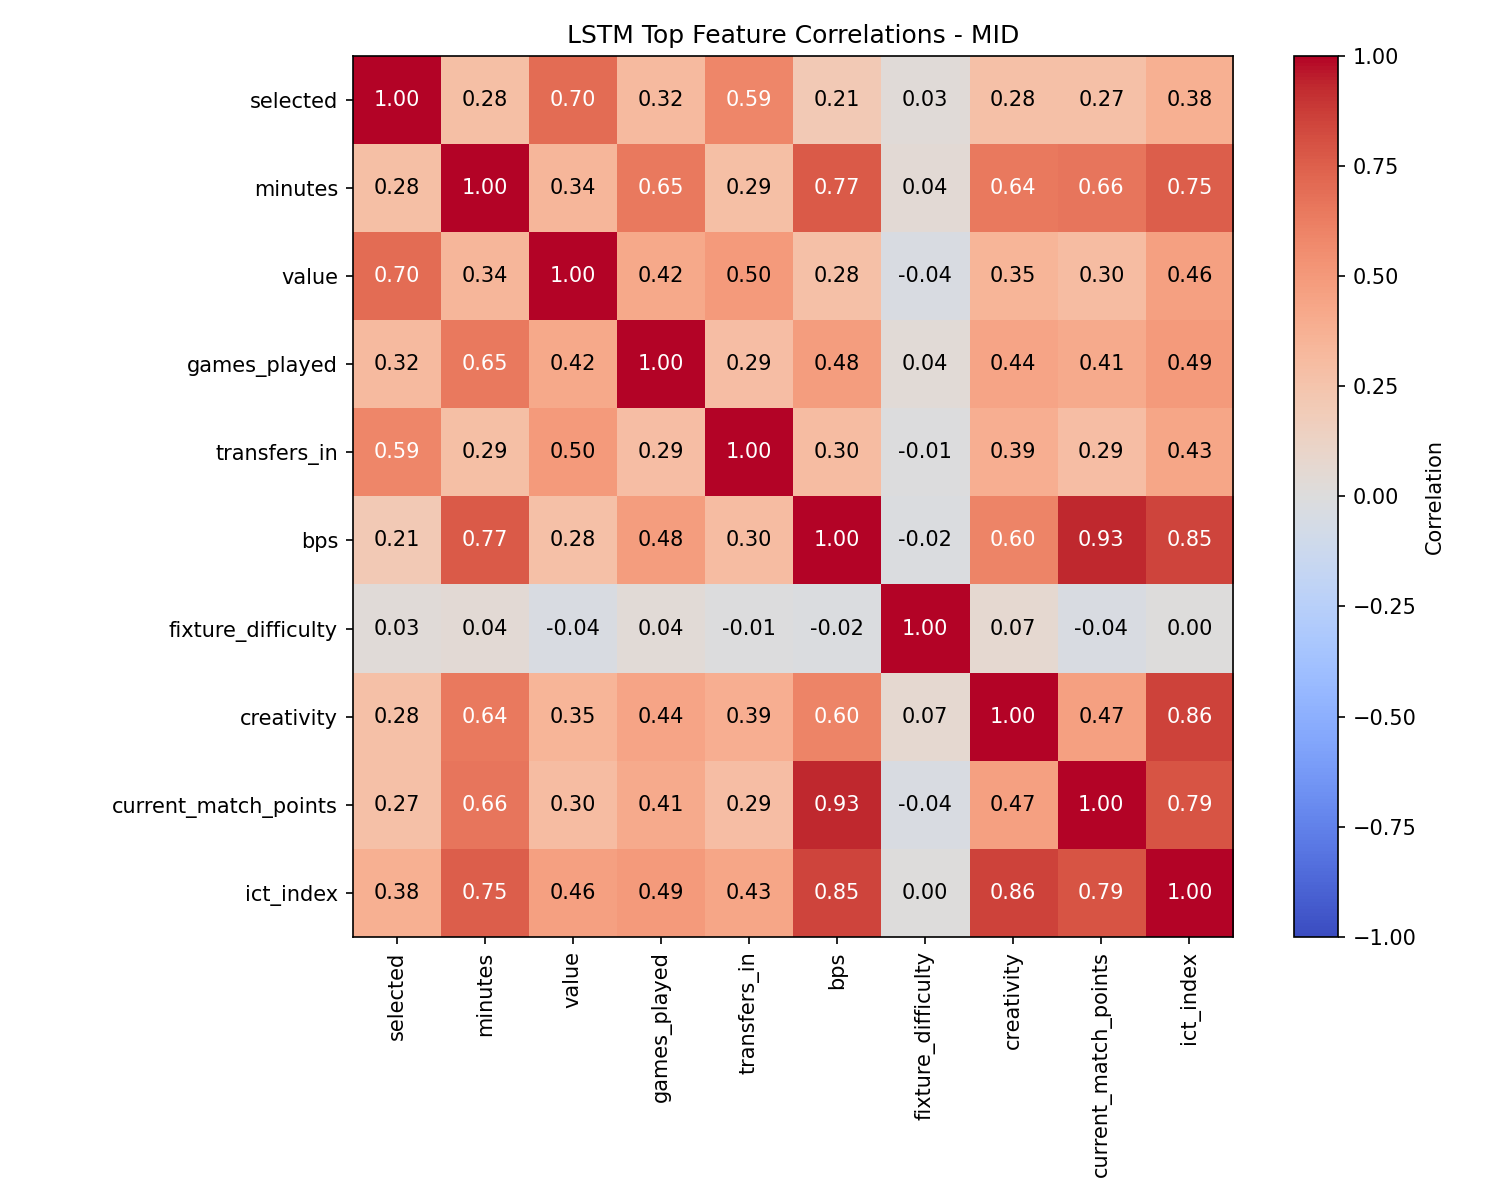 LSTM Top Feature Correlations - MID
selected 1.00 0.28 0.70 0.32 0.59 0.21 0.03 0.28 0.27 0.38
minutes 0.28 1.00 0.34 0.65 0.29 0.77 0.04 0.64 0.66 0.75
value 0.70 0.34 1.00 0.42 0.50 0.28 -0.04 0.35 0.30 0.46
games_played 0.32 0.65 0.42 1.00 0.29 0.48 0.04 0.44 0.41 0.49
transfers_in 0.59 0.29 0.50 0.29 1.00 0.30 -0.01 0.39 0.29 0.43
bps 0.21 0.77 0.28 0.48 0.30 1.00 -0.02 0.60 0.93 0.85
fixture_difficulty 0.03 0.04 -0.04 0.04 -0.01 -0.02 1.00 0.07 -0.04 0.00
creativity 0.28 0.64 0.35 0.44 0.39 0.60 0.07 1.00 0.47 0.86
current_match_points 0.27 0.66 0.30 0.41 0.29 0.93 -0.04 0.47 1.00 0.79
ict_index 0.38 0.75 0.46 0.49 0.43 0.85 0.00 0.86 0.79 1.00
selected
minutes
value
games_played
transfers_in
bps
fixture_difficulty
creativity
current_match_points
ict_index
1.00
0.75
0.50
0.25
0.00
−0.25
−0.50
−0.75
−1.00
Correlation